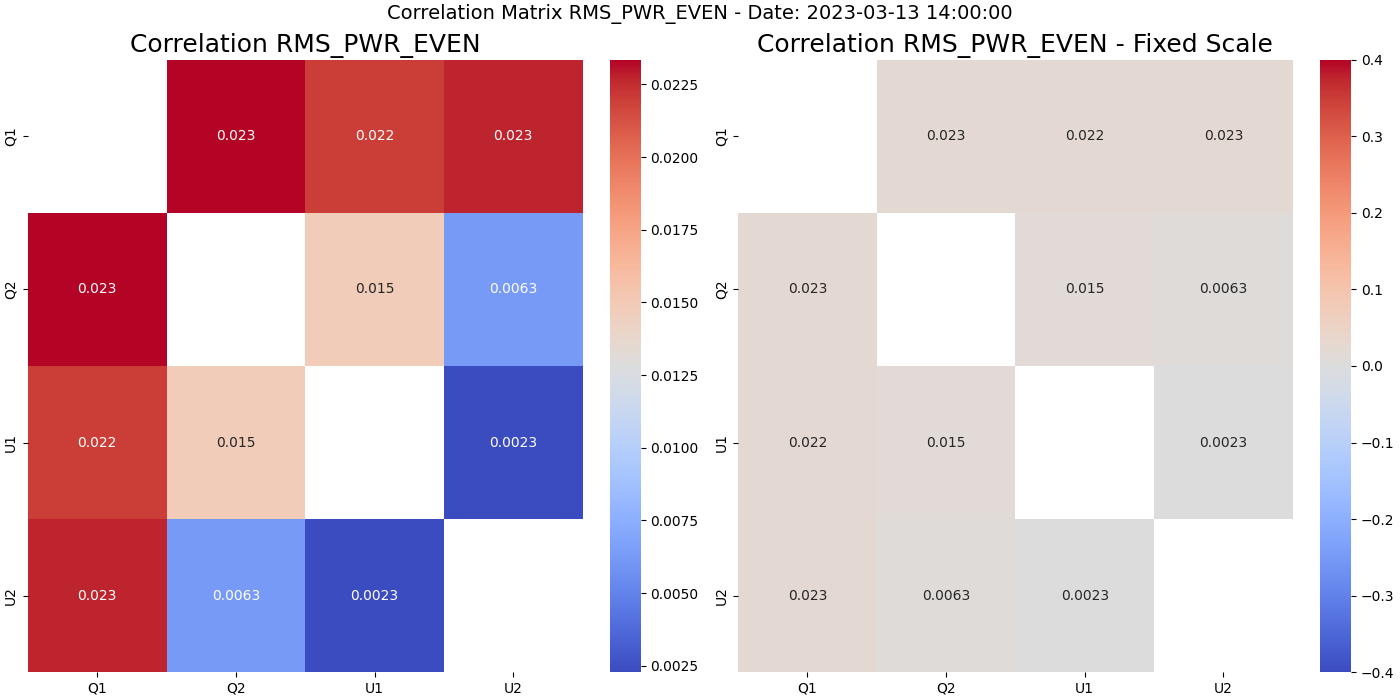 Correlation Matrix RMS_PWR_EVEN - Date: 2023-03-13 14:00:00
Correlation RMS_PWR_EVEN
Q1
0.023 0.022 0.023
Q2
0.023 0.015 0.0063
U1
0.022 0.015 0.0023
U2
0.023 0.0063 0.0023
Q1 Q2 U1 U2
0.0225
0.0200
0.0175
0.0150
0.0125
0.0100
0.0075
0.0050
0.0025
Correlation RMS_PWR_EVEN - Fixed Scale
Q1
0.023 0.022 0.023
Q2
0.023 0.015 0.0063
U1
0.022 0.015 0.0023
U2
0.023 0.0063 0.0023
Q1 Q2 U1 U2
0.4
0.3
0.2
0.1
0.0
−0.1
−0.2
−0.3
−0.4